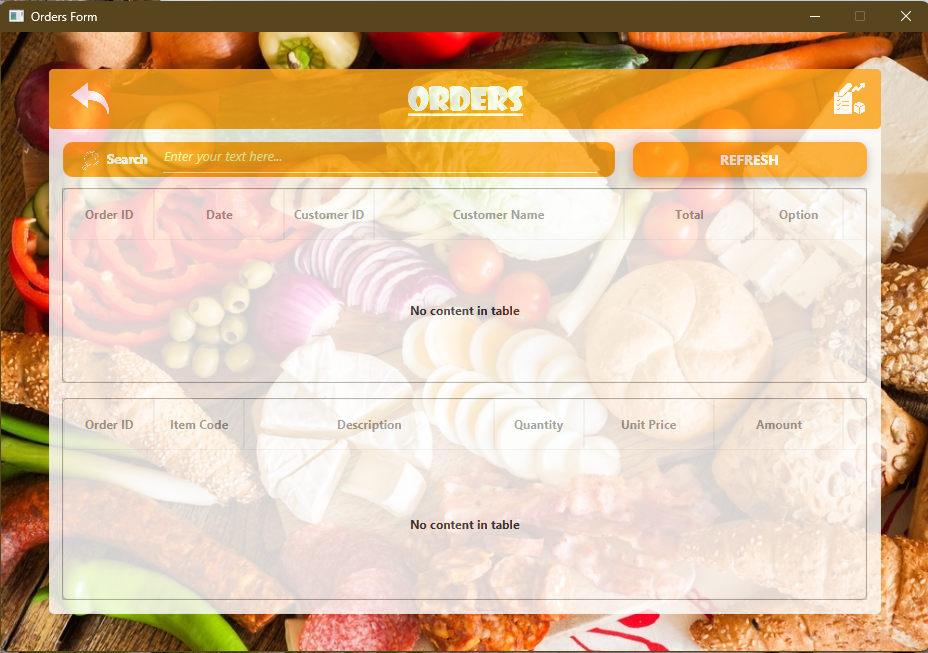 Orders Form
ORDERS
Search Enter your text here... REFRESH
Order ID Date Customer ID Customer Name Total Option
No content in table
Order ID Item Code Description Quantity Unit Price Amount
No content in table